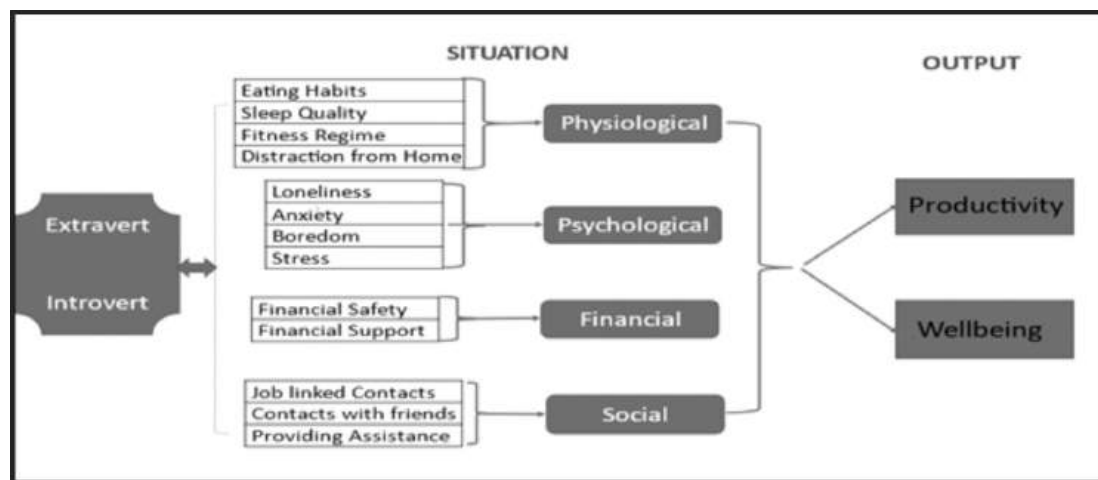 SITUATION
OUTPUT
Extravert
Introvert
Eating Habits
Sleep Quality
Fitness Regime
Distraction from Home
Physiological
Loneliness
Anxiety
Boredom
Stress
Psychological
Financial Safety
Financial Support
Financial
Job linked Contacts
Contacts with friends
Providing Assistance
Social
Productivity
Wellbeing